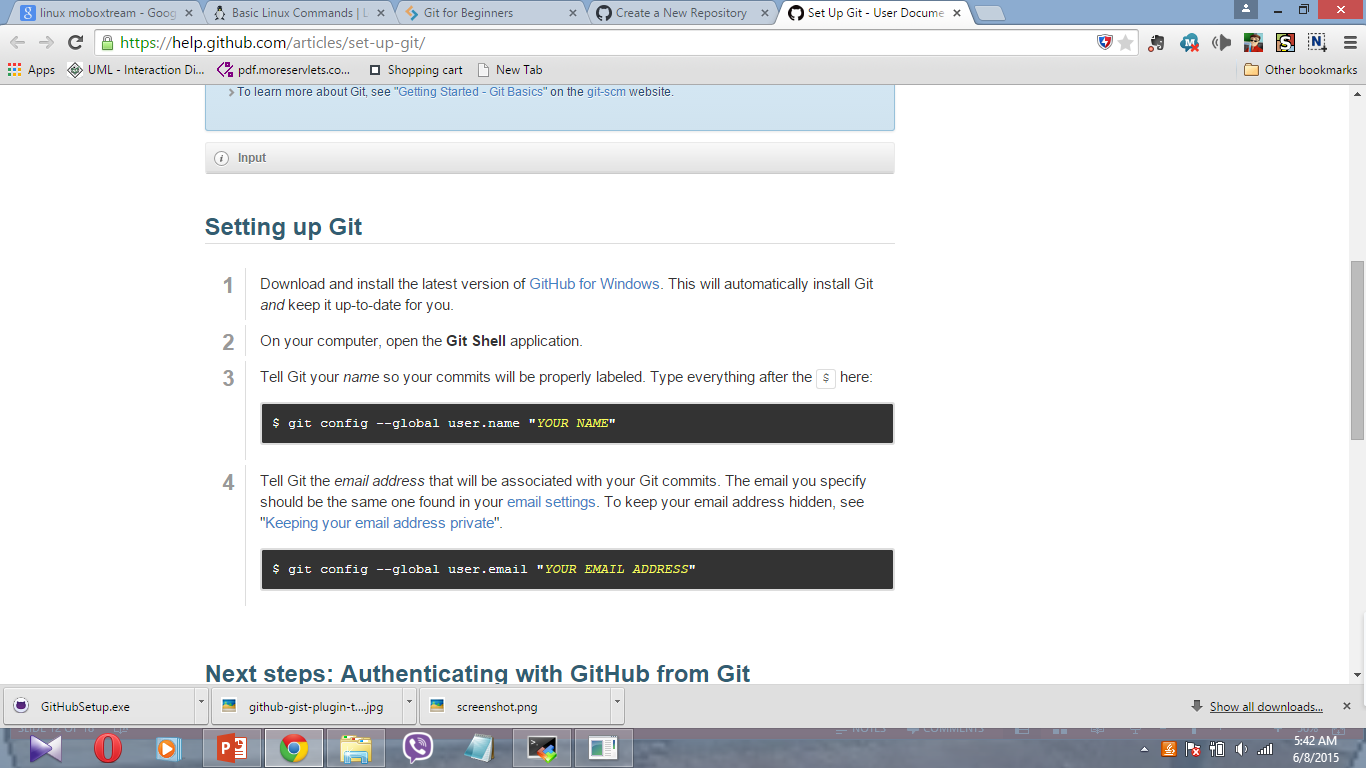 linux moboxtream - Goog
Basic Linux Commands | L
Git for Beginners
Create a New Repository
Set Up Git - User Docume
https://help.github.com/articles/set-up-git/
Apps
UML - Interaction Di...
pdf.moreservlets.co...
Shopping cart
New Tab
Other bookmarks
To learn more about Git, see "Getting Started - Git Basics" on the git-scm website.
i Input
Setting up Git
1 Download and install the latest version of GitHub for Windows. This will automatically install Git
and keep it up-to-date for you.
2 On your computer, open the Git Shell application.
3 Tell Git your name so your commits will be properly labeled. Type everything after the $ here:
$ git config --global user.name "YOUR NAME"
4 Tell Git the email address that will be associated with your Git commits. The email you specify
should be the same one found in your email settings. To keep your email address hidden, see
"Keeping your email address private".
$ git config --global user.email "YOUR EMAIL ADDRESS"
Next steps: Authenticating with GitHub from Git
GitHubSetup.exe
github-gist-plugin-t....jpg
screenshot.png
Show all downloads...
NOTES
COMMENTS
5:42 AM
6/8/2015